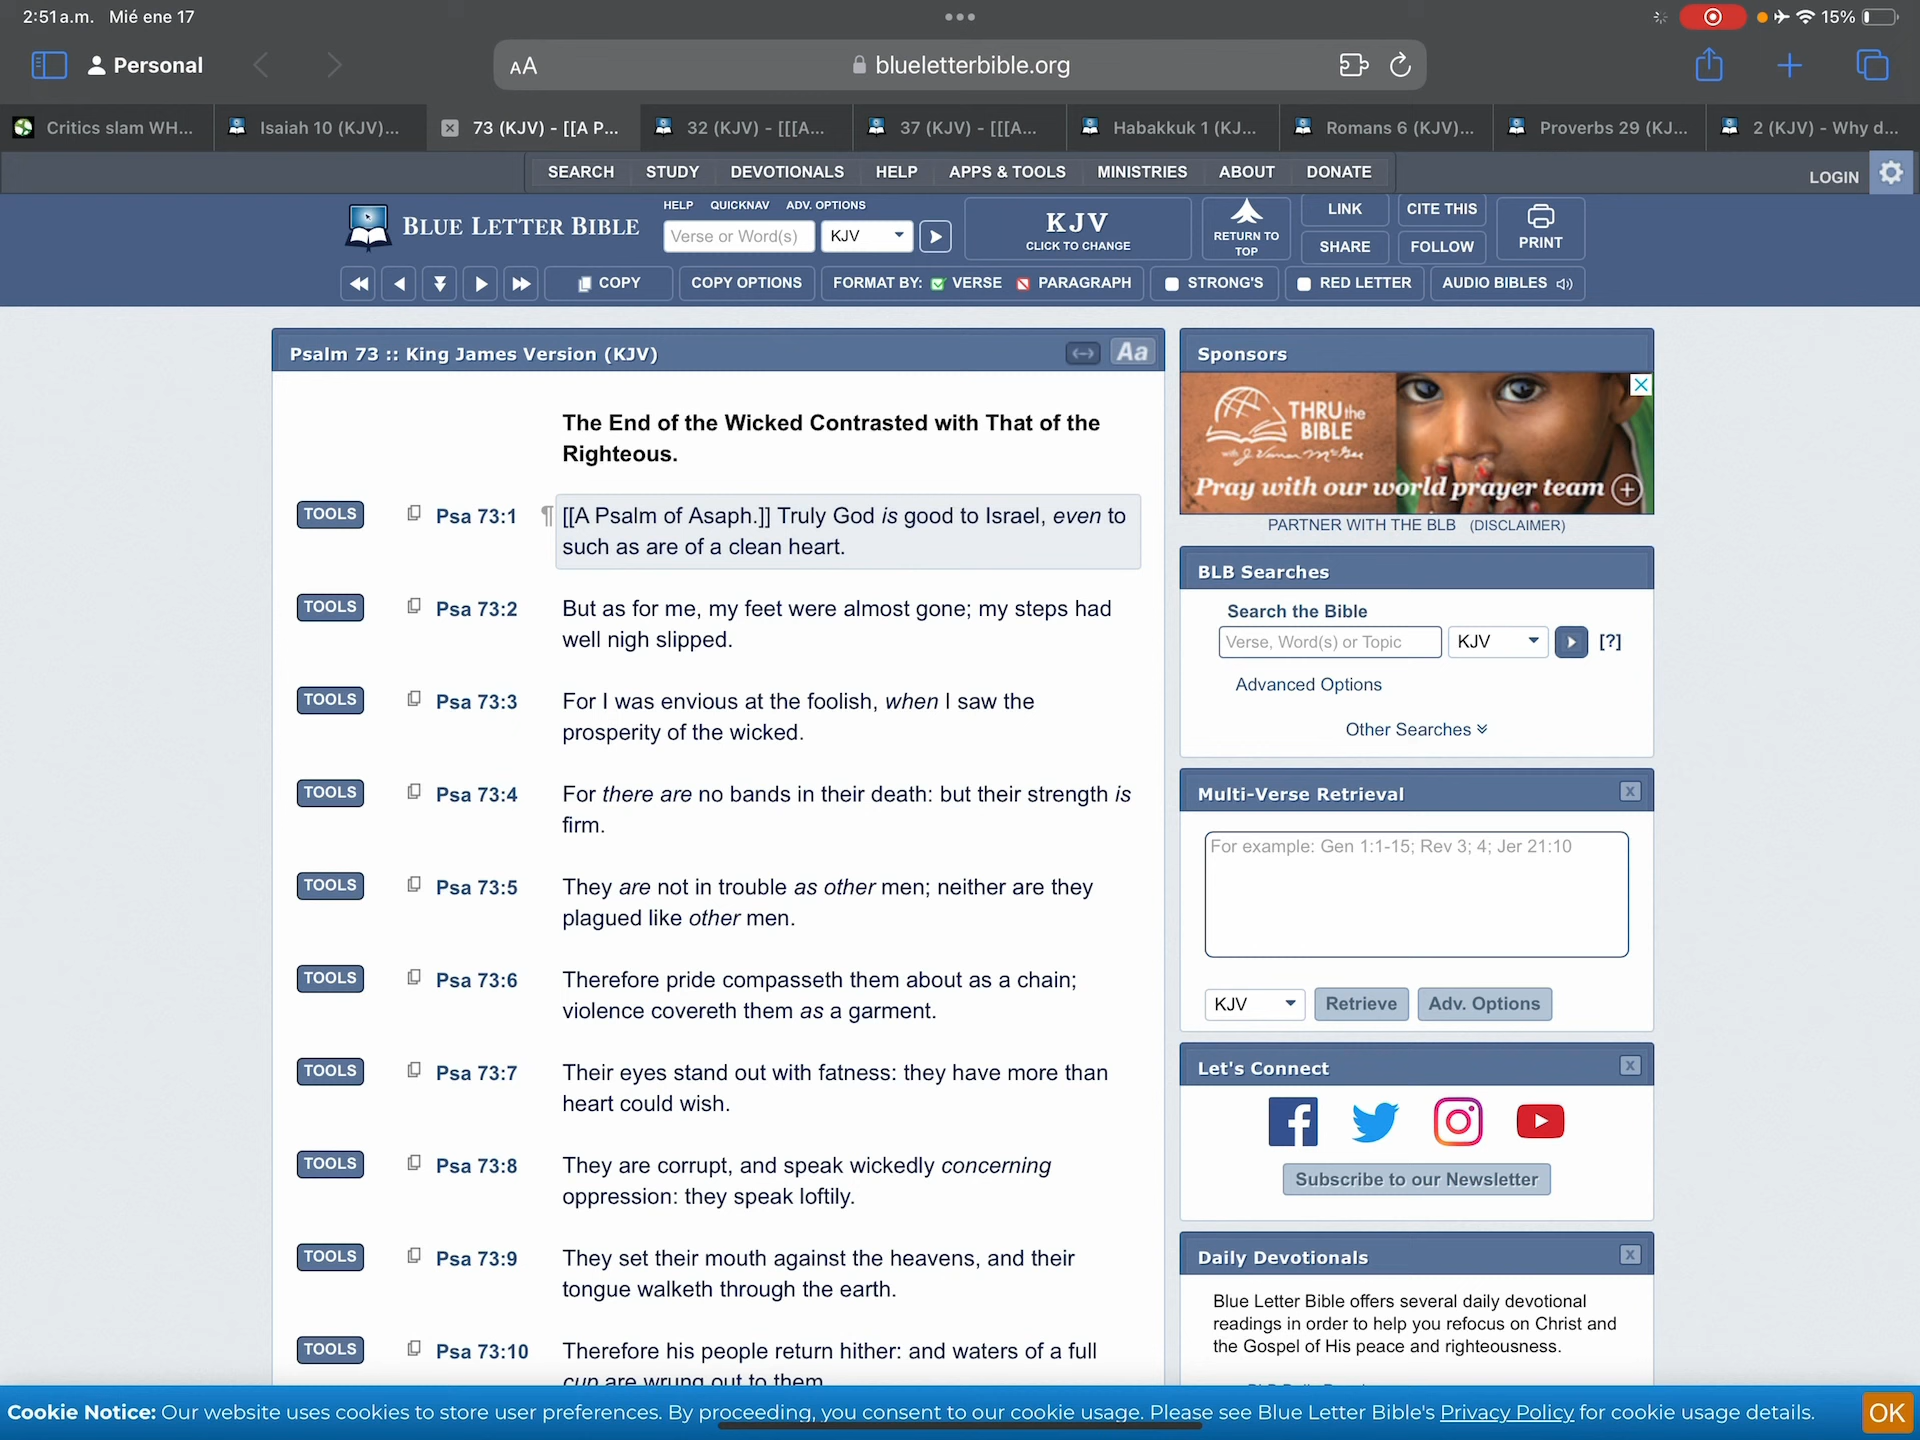 2:51 a.m. Mié ene 17
15%
Personal
AA
blueletterbible.org
Critics slam WH...
Isaiah 10 (KJV)...
73 (KJV) - [[A P...
32 (KJV) - [[[A...
37 (KJV) - [[[A...
Habakkuk 1 (KJ...
Romans 6 (KJV)...
Proverbs 29 (KJ...
2 (KJV) - Why d...
SEARCH STUDY DEVOTIONALS HELP APPS & TOOLS MINISTRIES ABOUT DONATE
LOGIN
BLUE LETTER BIBLE
HELP QUICKNAV ADV. OPTIONS
Verse or Word(s) KJV
KJV
CLICK TO CHANGE
RETURN TO
TOP
LINK CITE THIS
SHARE FOLLOW
PRINT
COPY COPY OPTIONS FORMAT BY: VERSE PARAGRAPH STRONG'S RED LETTER AUDIO BIBLES
Psalm 73 :: King James Version (KJV)
Aa
The End of the Wicked Contrasted with That of the
Righteous.
TOOLS Psa 73:1 ¶ [[A Psalm of Asaph.]] Truly God is good to Israel, even to
such as are of a clean heart.
TOOLS Psa 73:2 But as for me, my feet were almost gone; my steps had
well nigh slipped.
TOOLS Psa 73:3 For I was envious at the foolish, when I saw the
prosperity of the wicked.
TOOLS Psa 73:4 For there are no bands in their death: but their strength is
firm.
TOOLS Psa 73:5 They are not in trouble as other men; neither are they
plagued like other men.
TOOLS Psa 73:6 Therefore pride compasseth them about as a chain;
violence covereth them as a garment.
TOOLS Psa 73:7 Their eyes stand out with fatness: they have more than
heart could wish.
TOOLS Psa 73:8 They are corrupt, and speak wickedly concerning
oppression: they speak loftily.
TOOLS Psa 73:9 They set their mouth against the heavens, and their
tongue walketh through the earth.
TOOLS Psa 73:10 Therefore his people return hither: and waters of a full
cup are wrung out to them.
Sponsors
THRU the
BIBLE
with J. Vernon McGee
Pray with our world prayer team
PARTNER WITH THE BLB (DISCLAIMER)
BLB Searches
Search the Bible
Verse, Word(s) or Topic KJV [?]
Advanced Options
Other Searches
Multi-Verse Retrieval
For example: Gen 1:1-15; Rev 3; 4; Jer 21:10
KJV Retrieve Adv. Options
Let's Connect
Subscribe to our Newsletter
Daily Devotionals
Blue Letter Bible offers several daily devotional
readings in order to help you refocus on Christ and
the Gospel of His peace and righteousness.
Cookie Notice: Our website uses cookies to store user preferences. By proceeding, you consent to our cookie usage. Please see Blue Letter Bible's Privacy Policy for cookie usage details.
OK